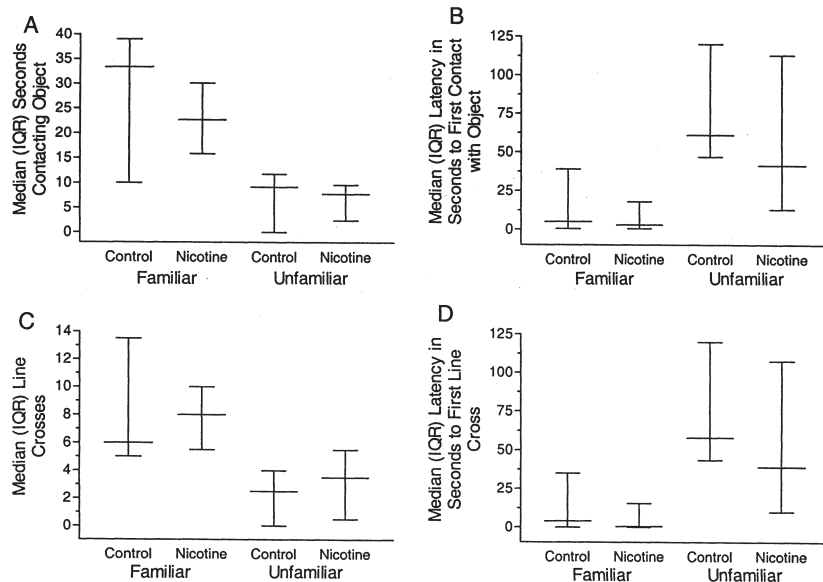 A
Median (IQR) Seconds
Contacting Object
40
35
30
25
20
15
10
5
0
Control Nicotine Control Nicotine
Familiar Unfamiliar
B
Median (IQR) Latency in
Seconds to First Contact
with Object
125
100
75
50
25
0
Control Nicotine Control Nicotine
Familiar Unfamiliar
C
Median (IQR) Line
Crosses
14
12
10
8
6
4
2
0
Control Nicotine Control Nicotine
Familiar Unfamiliar
D
Median (IQR) Latency in
Seconds to First Line
Cross
125
100
75
50
25
0
Control Nicotine Control Nicotine
Familiar Unfamiliar